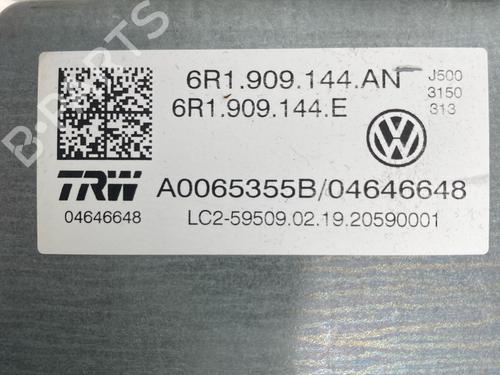 6R1.909.144.AN
J500
6R1.909.144.E
3150
313
TRW
A0065355B/04646648
04646648
LC2-59509.02.19.20590001
B-PARTS